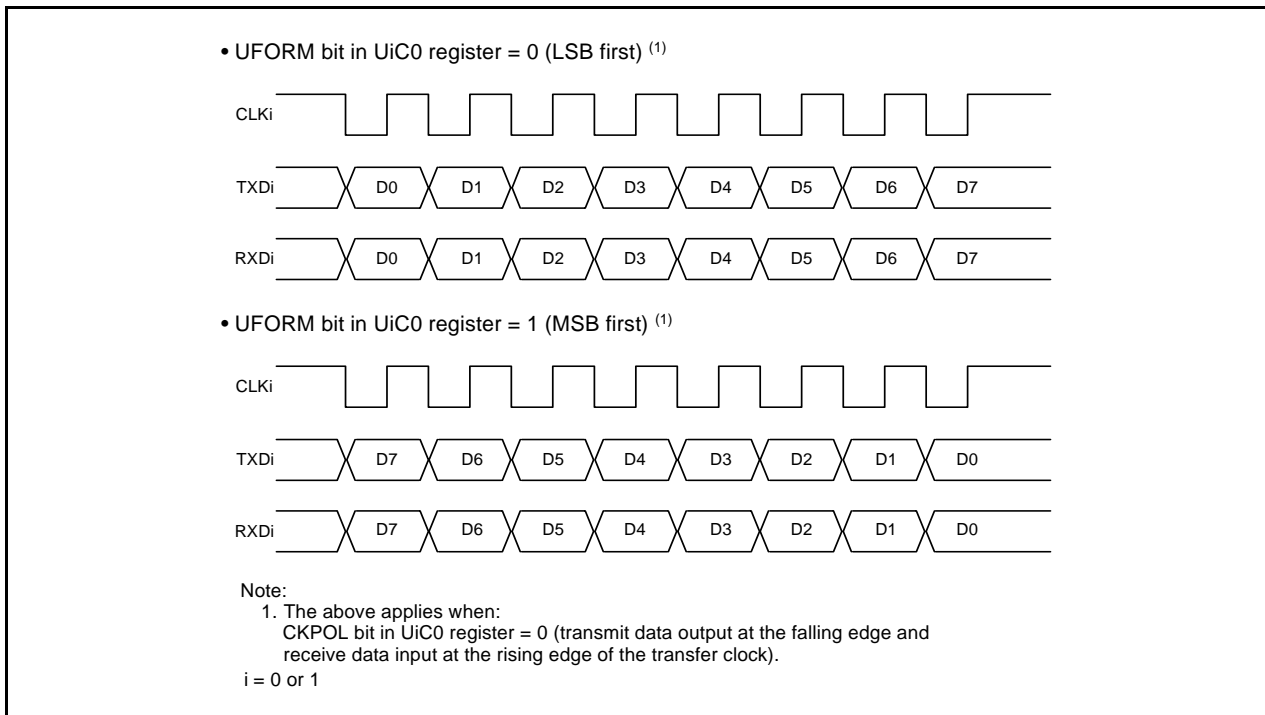 • UFORM bit in UiC0 register = 0 (LSB first) (1)
CLKi
TXDi D0 D1 D2 D3 D4 D5 D6 D7
RXDi D0 D1 D2 D3 D4 D5 D6 D7
• UFORM bit in UiC0 register = 1 (MSB first) (1)
CLKi
TXDi D7 D6 D5 D4 D3 D2 D1 D0
RXDi D7 D6 D5 D4 D3 D2 D1 D0
Note:
1. The above applies when:
CKPOL bit in UiC0 register = 0 (transmit data output at the falling edge and
receive data input at the rising edge of the transfer clock).
i = 0 or 1